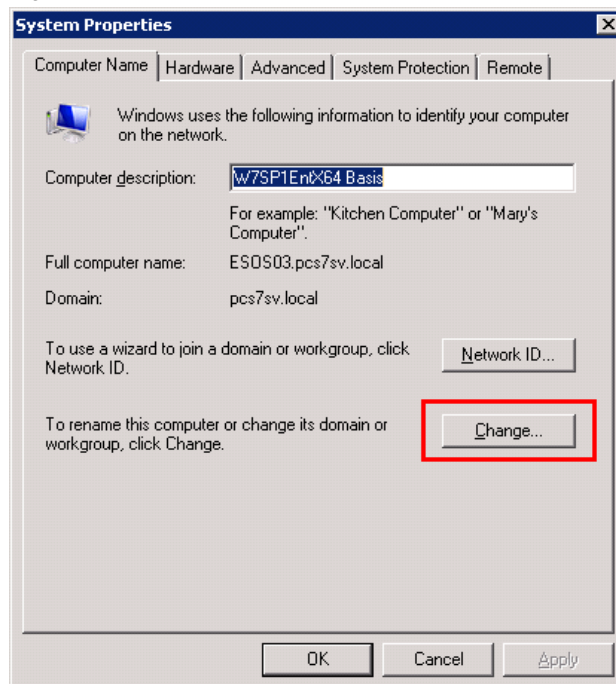 System Properties
Computer Name Hardware Advanced System Protection Remote
Windows uses the following information to identify your computer
on the network.
Computer description: W7SP1EntX64 Basis
For example: "Kitchen Computer" or "Mary's
Computer".
Full computer name: ESOS03.pcs7sv.local
Domain: pcs7sv.local
To use a wizard to join a domain or workgroup, click
Network ID.
Network ID...
To rename this computer or change its domain or
workgroup, click Change.
Change...
OK Cancel Apply